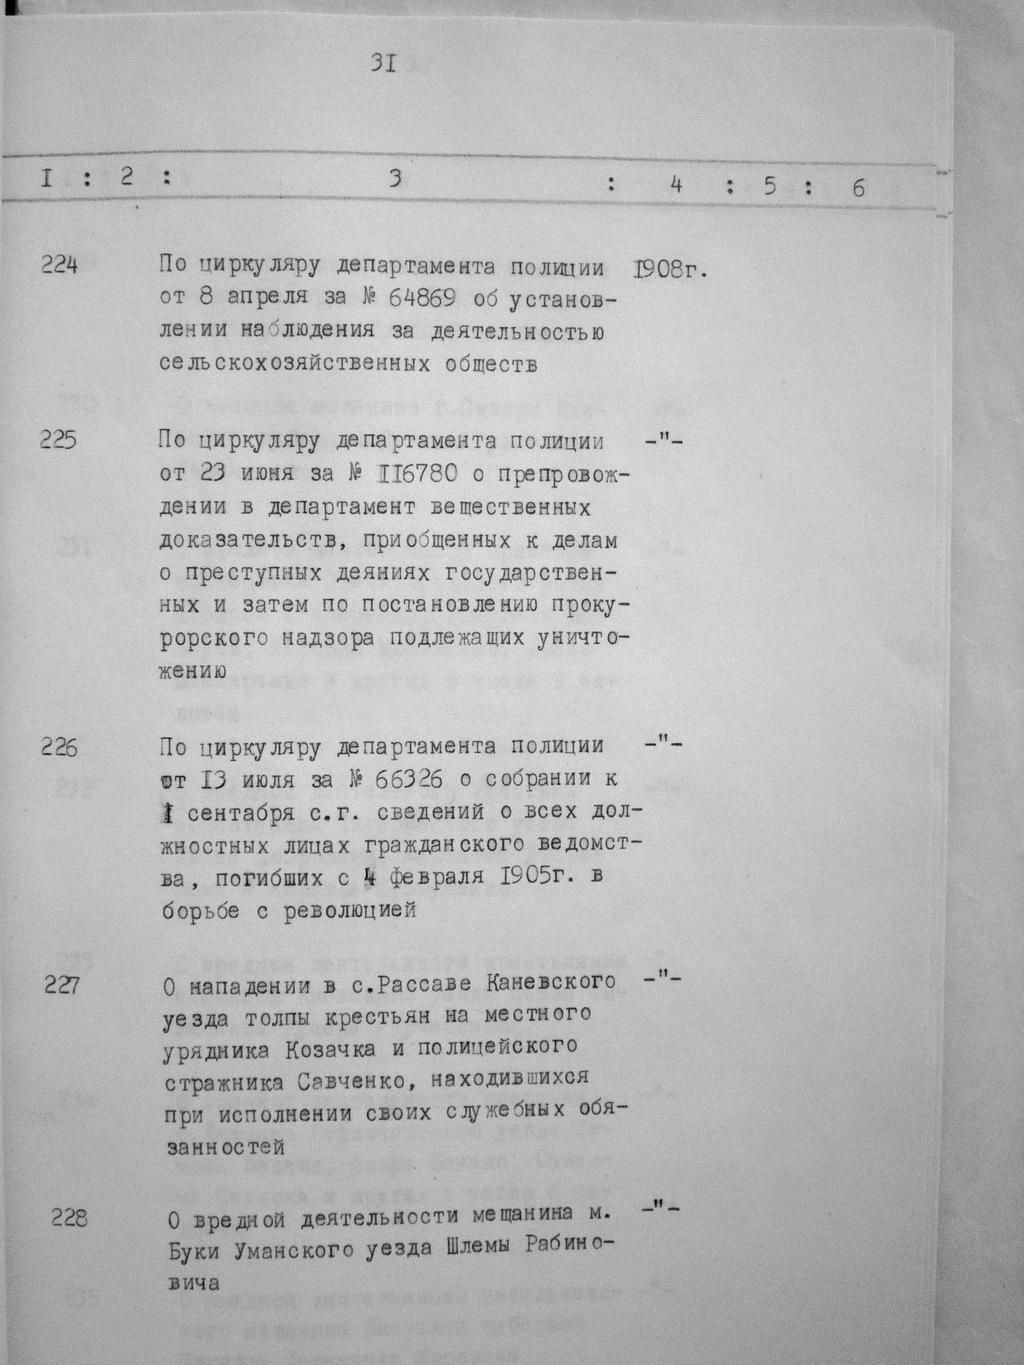 31
I : 2 : 3 : 4 : 5 : 6
224 По циркуляру департамента полиции 1908г.
от 8 апреля за № 64869 об установ-
лении наблюдения за деятельностью
сельскохозяйственных обществ
225 По циркуляру департамента полиции -"-
от 23 июня за № II6780 о препровож-
дении в департамент вещественных
доказательств, приобщенных к делам
о преступных деяниях государствен-
ных и затем по постановлению проку-
рорского надзора подлежащих уничто-
жению
226 По циркуляру департамента полиции -"-
от 13 июля за № 66326 о собрании к
1 сентабря с.г. сведений о всех дол-
жностных лицах гражданского ведомст-
ва, погибших с 4 февраля 1905г. в
борьбе с революцией
227 О нападении в с.Рассаве Каневского -"-
уезда толпы крестьян на местного
урядника Козачка и полицейского
стражника Савченко, находившихся
при исполнении своих служебных обя-
занностей
228 О вредной деятельности мещанина м. -"-
Буки Уманского уезда Шлемы Рабино-
вича